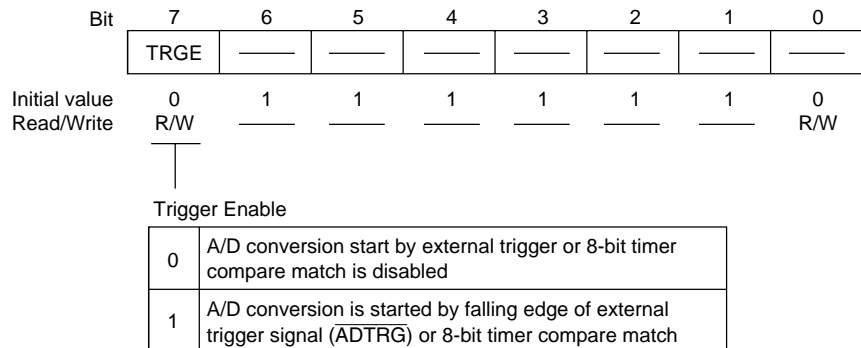 Bit 7 6 5 4 3 2 1 0
TRGE — — — — — — —
Initial value 0 1 1 1 1 1 1 0
Read/Write R/W — — — — — — R/W
Trigger Enable
0 A/D conversion start by external trigger or 8-bit timer
compare match is disabled
1 A/D conversion is started by falling edge of external
trigger signal (ADTRG) or 8-bit timer compare match